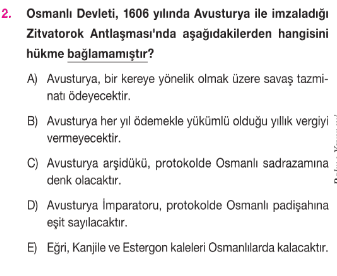 2. Osmanlı Devleti, 1606 yılında Avusturya ile imzaladığı
Zitvatorok Antlaşması'nda aşağıdakilerden hangisini
hükme bağlamamıştır?
A) Avusturya, bir kereye yönelik olmak üzere savaş tazmi-
natı ödeyecektir.
B) Avusturya her yıl ödemekle yükümlü olduğu yıllık vergiyi
vermeyecektir.
C) Avusturya arşidükü, protokolde Osmanlı sadrazamına
denk olacaktır.
D) Avusturya İmparatoru, protokolde Osmanlı padişahına
eşit sayılacaktır.
E) Eğri, Kanjile ve Estergon kaleleri Osmanlılarda kalacaktır.